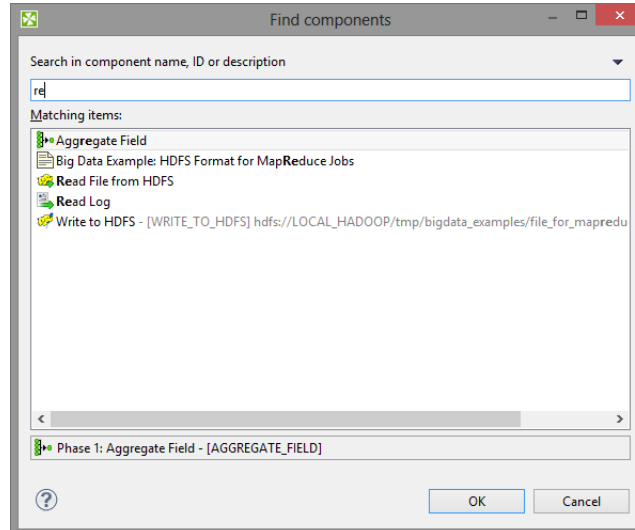 Find components
Search in component name, ID or description
re
Matching items:
Aggregate Field
Big Data Example: HDFS Format for MapReduce Jobs
Read File from HDFS
Read Log
Write to HDFS - [WRITE_TO_HDFS] hdfs://LOCAL_HADOOP/tmp/bigdata_examples/file_for_mapredu
Phase 1: Aggregate Field - [AGGREGATE_FIELD]
OK
Cancel